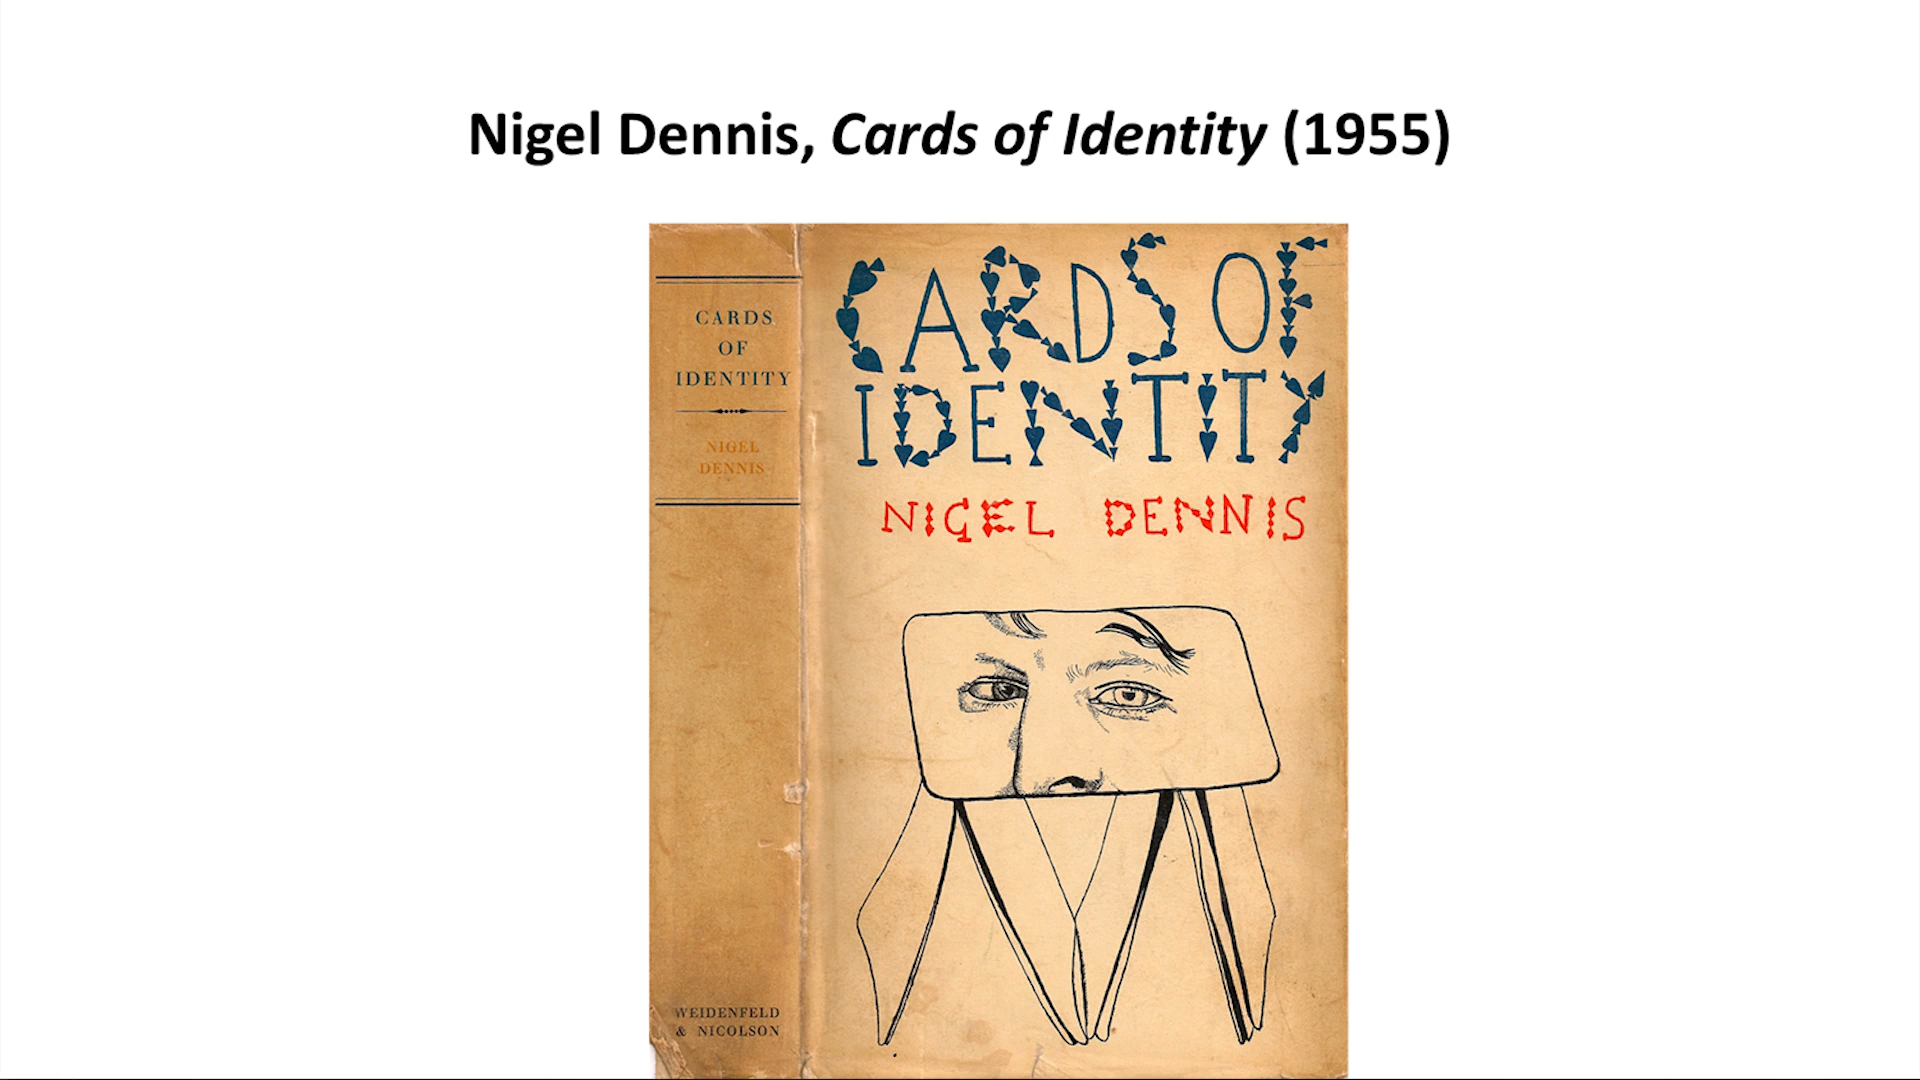 Nigel Dennis, Cards of Identity (1955)
CARDS
OF
IDENTITY
NIGEL
DENNIS
WEIDENFELD
& NICOLSON
CARDS OF
IDENTITY
NIGEL DENNIS